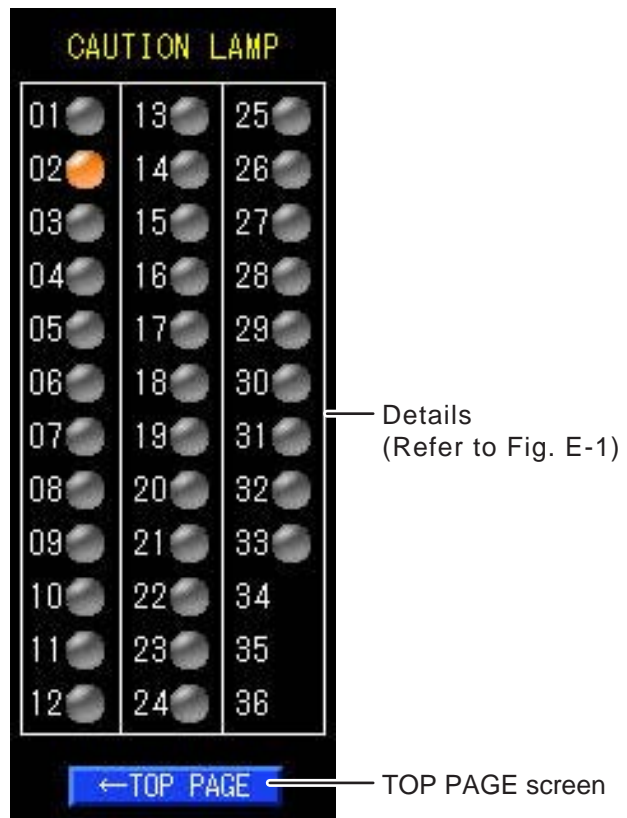 CAUTION LAMP
01 13 25
02 14 26
03 15 27
04 16 28
05 17 29
06 18 30
07 19 31
08 20 32
09 21 33
10 22 34
11 23 35
12 24 36
Details
(Refer to Fig. E-1)
←TOP PAGE
TOP PAGE screen